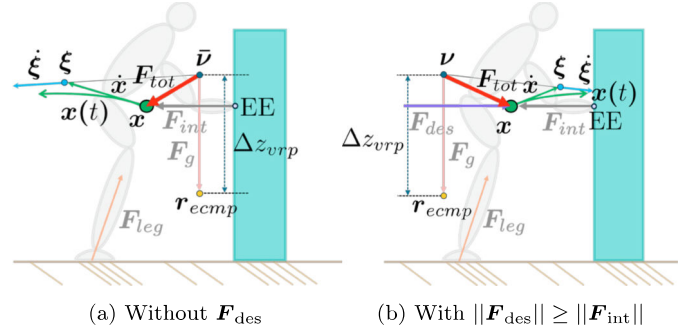 ξ̇ ξ ẋ F_tot ν̄
x(t) x F_int EE
F_g Δz_vrp
r_ecmp
F_leg
(a) Without F_des
ν F_tot ẋ ξ ξ̇
x(t)
F_des x F_int EE
Δz_vrp F_g
r_ecmp
F_leg
(b) With ||F_des|| ≥ ||F_int||